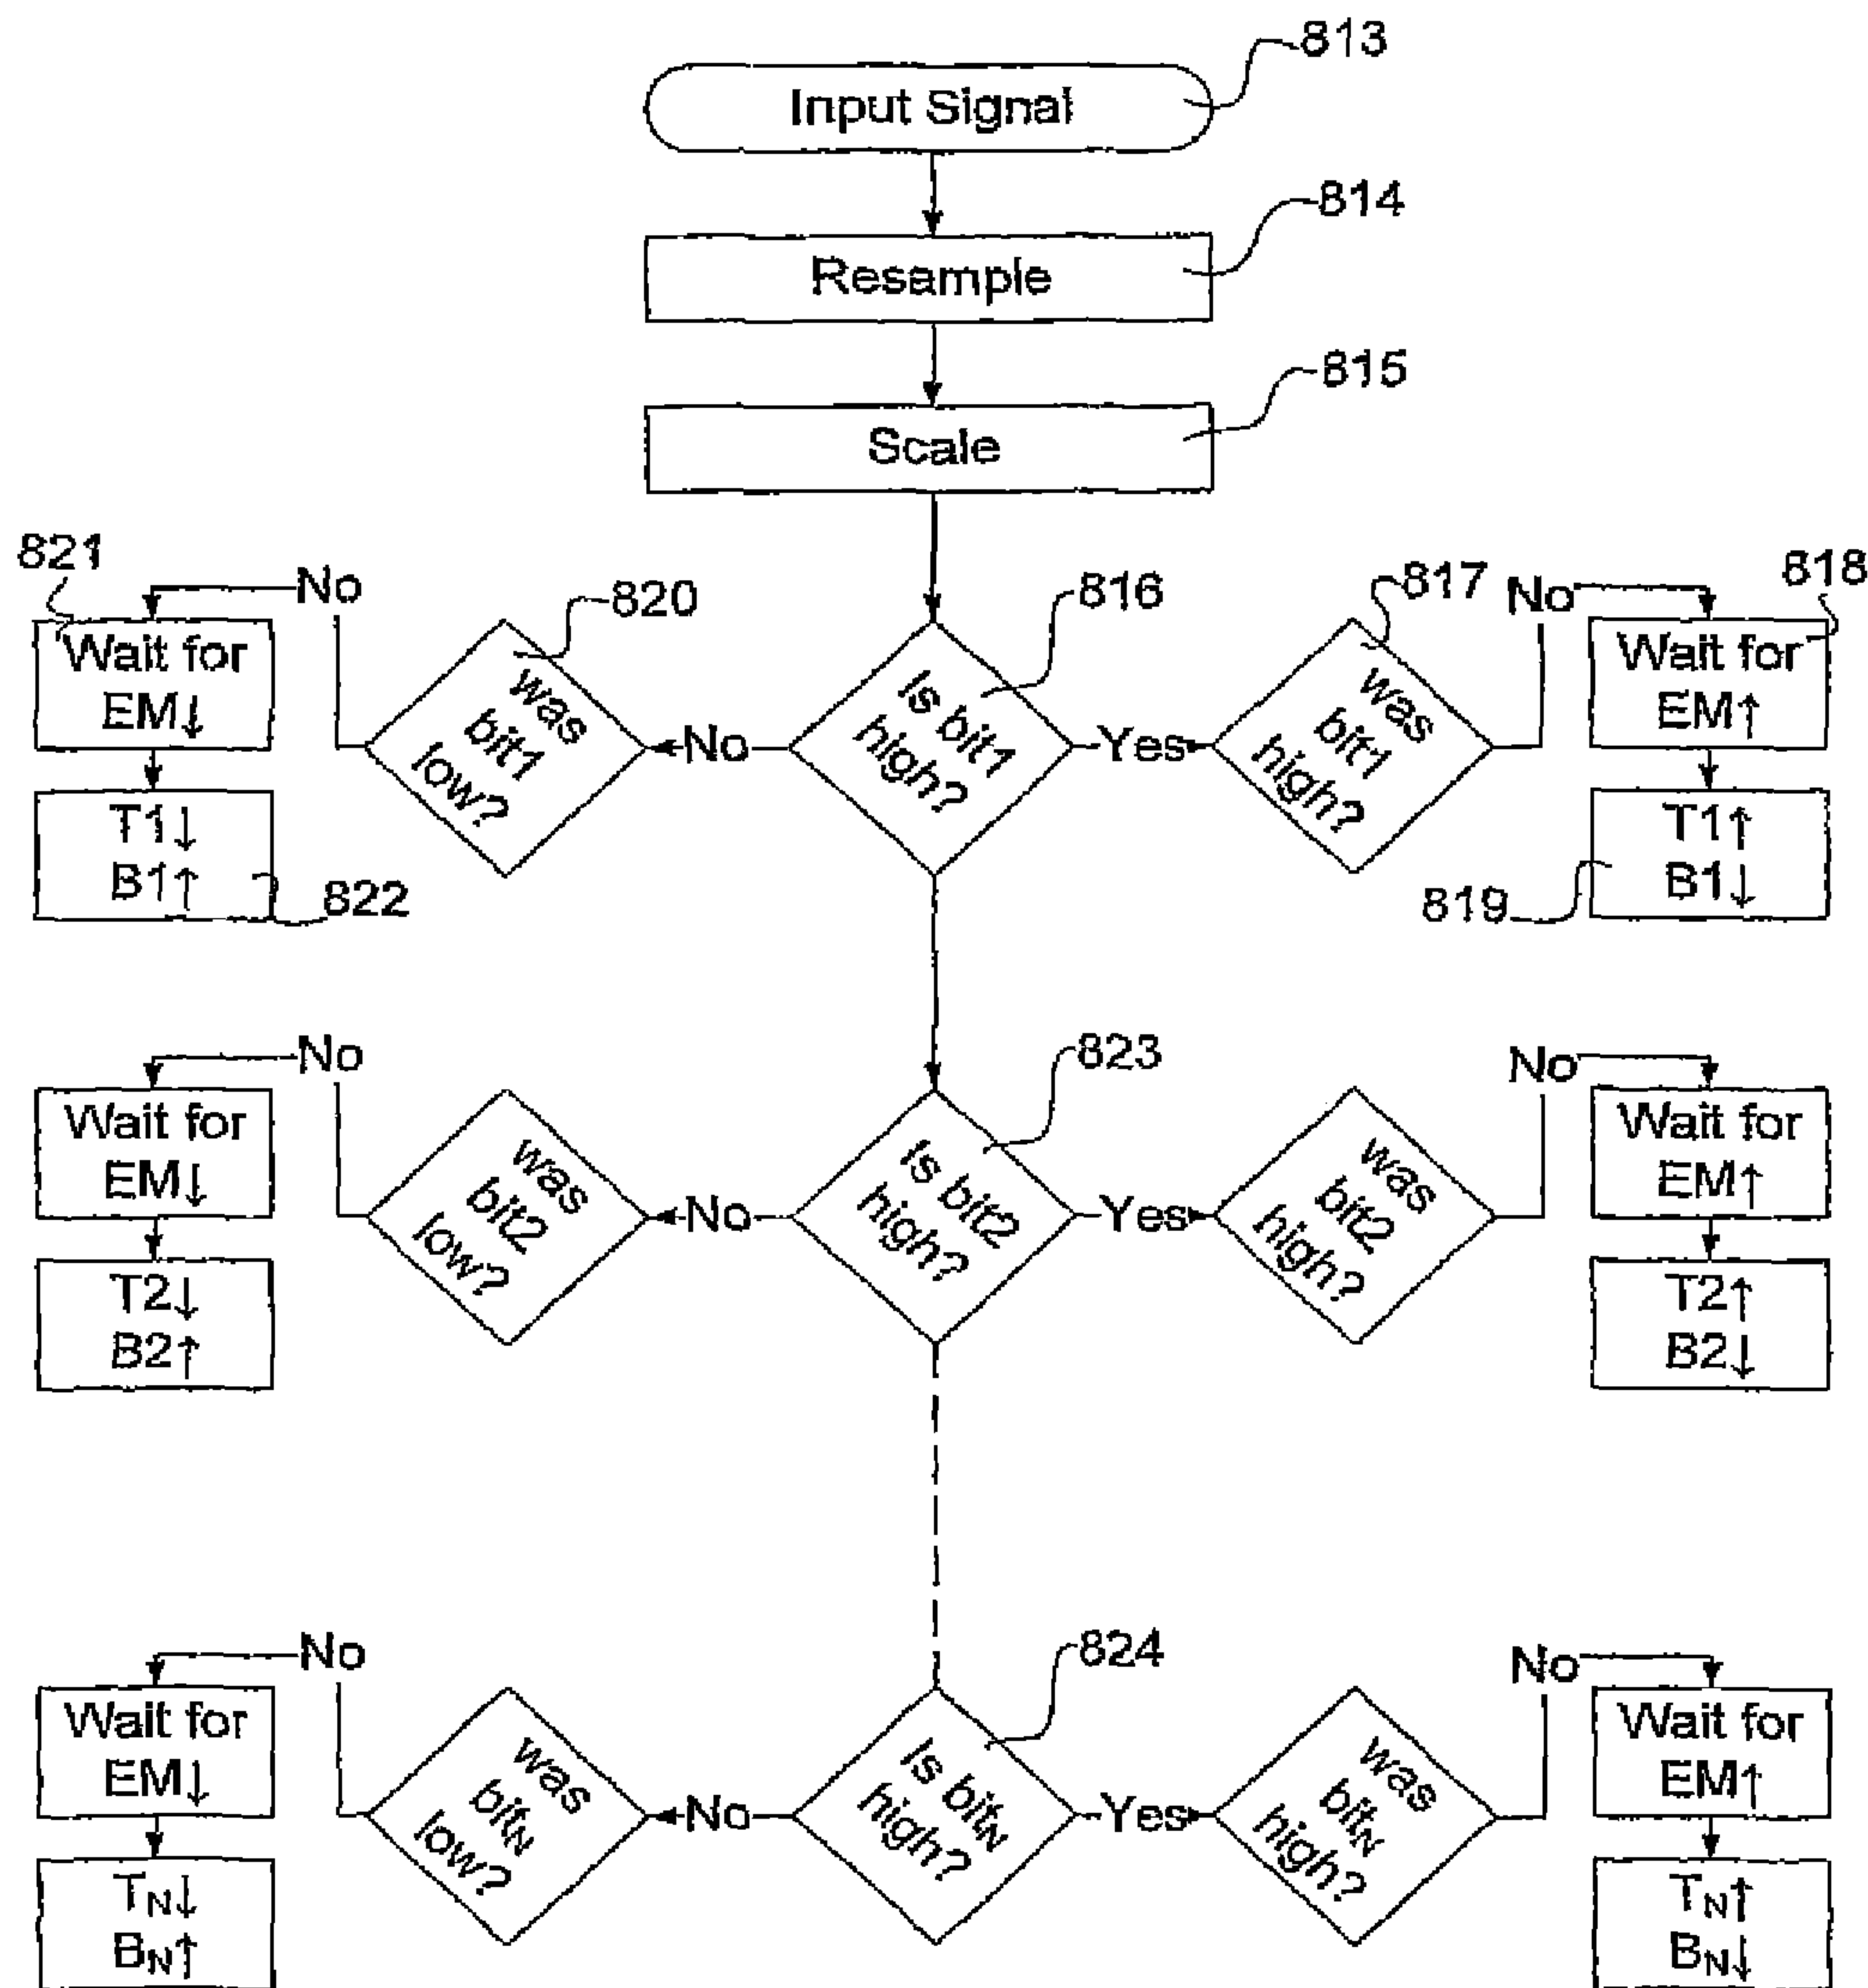 813
Input Signal
814
Resample
815
Scale
821
No
820
816
817
No
818
Wait for
EM↓
was
bit1
low?
No
Is bit1
high?
Yes
was
bit1
high?
Wait for
EM↑
T1↓
B1↑
822
819
T1↑
B1↓
No
823
No
Wait for
EM↓
was
bit2
low?
No
Is bit2
high?
Yes
was
bit2
high?
Wait for
EM↑
T2↓
B2↑
T2↑
B2↓
No
824
No
Wait for
EM↓
was
bitN
low?
No
Is bitN
high?
Yes
was
bitN
high?
Wait for
EM↑
TN↓
BN↑
TN↑
BN↓